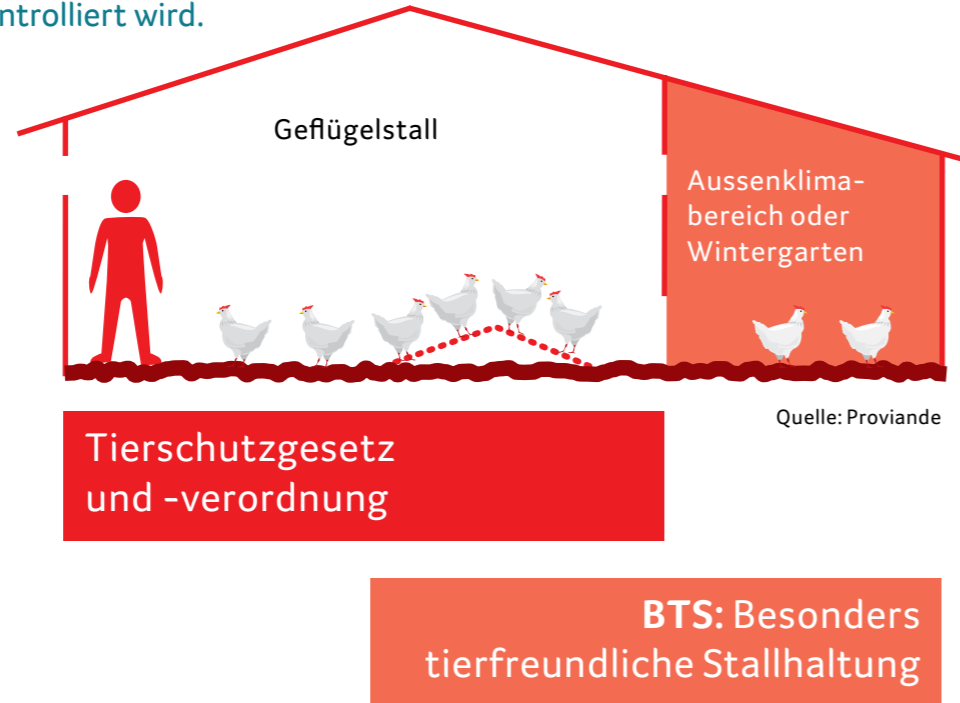 ntrolliert wird.
Geflügelstall
Aussenklima-
bereich oder
Wintergarten
Quelle: Proviande
Tierschutzgesetz
und -verordnung
BTS: Besonders
tierfreundliche Stallhaltung